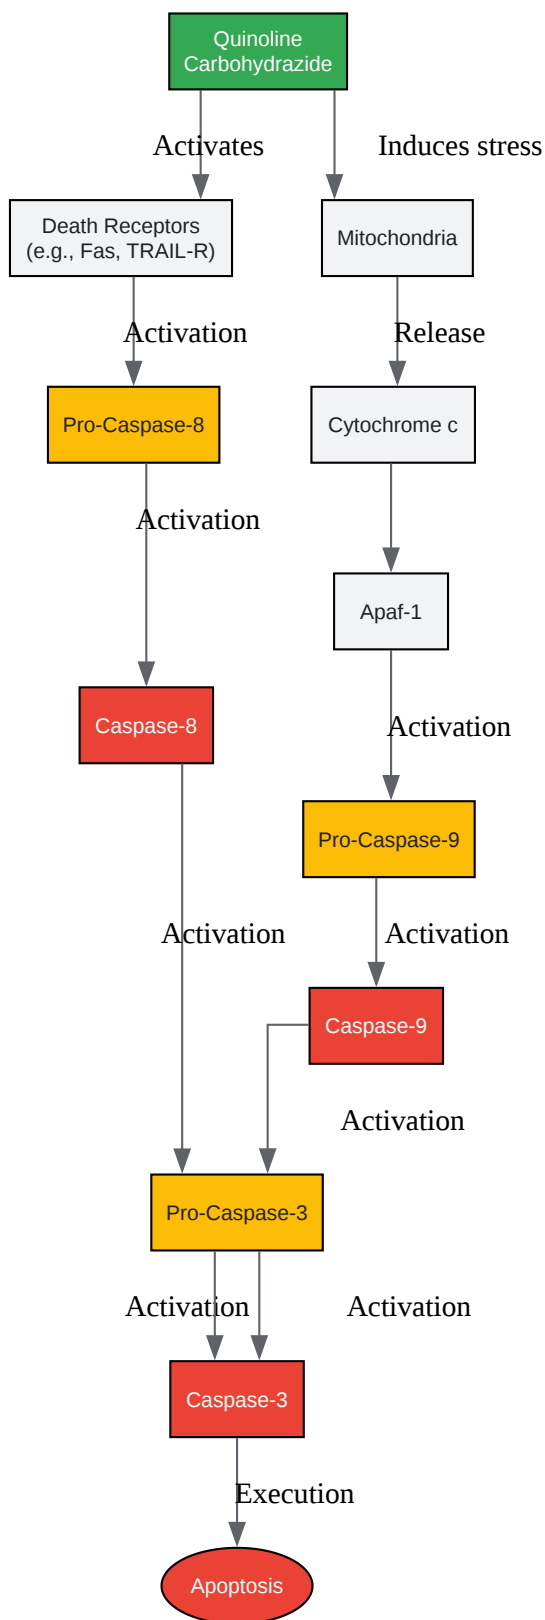 Quinoline
Carbohydrazide
Activates
Induces stress
Death Receptors
(e.g., Fas, TRAIL-R)
Mitochondria
Activation
Release
Pro-Caspase-8
Cytochrome c
Activation
Apaf-1
Caspase-8
Activation
Pro-Caspase-9
Activation
Activation
Caspase-9
Activation
Pro-Caspase-3
Activation
Activation
Caspase-3
Execution
Apoptosis